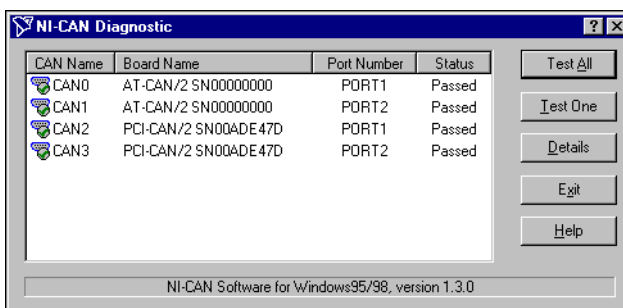 NI-CAN Diagnostic
CAN Name Board Name Port Number Status
CAN0 AT-CAN/2 SN00000000 PORT1 Passed
CAN1 AT-CAN/2 SN00000000 PORT2 Passed
CAN2 PCI-CAN/2 SN00ADE47D PORT1 Passed
CAN3 PCI-CAN/2 SN00ADE47D PORT2 Passed
Test All
Test One
Details
Exit
Help
NI-CAN Software for Windows95/98, version 1.3.0